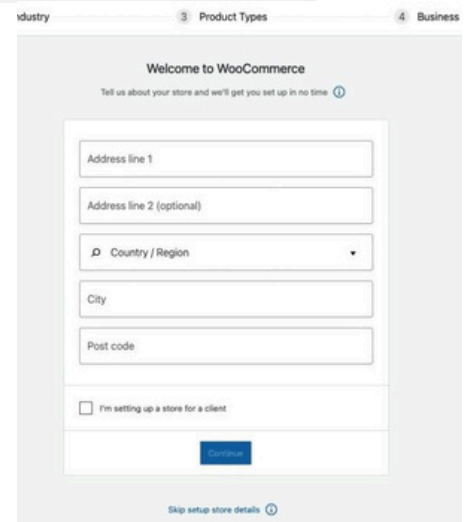 ndustry 3 Product Types 4 Business
Welcome to WooCommerce
Tell us about your store and we'll get you set up in no time
Address line 1
Address line 2 (optional)
Country / Region
City
Post code
I'm setting up a store for a client
Continue
Skip setup store details